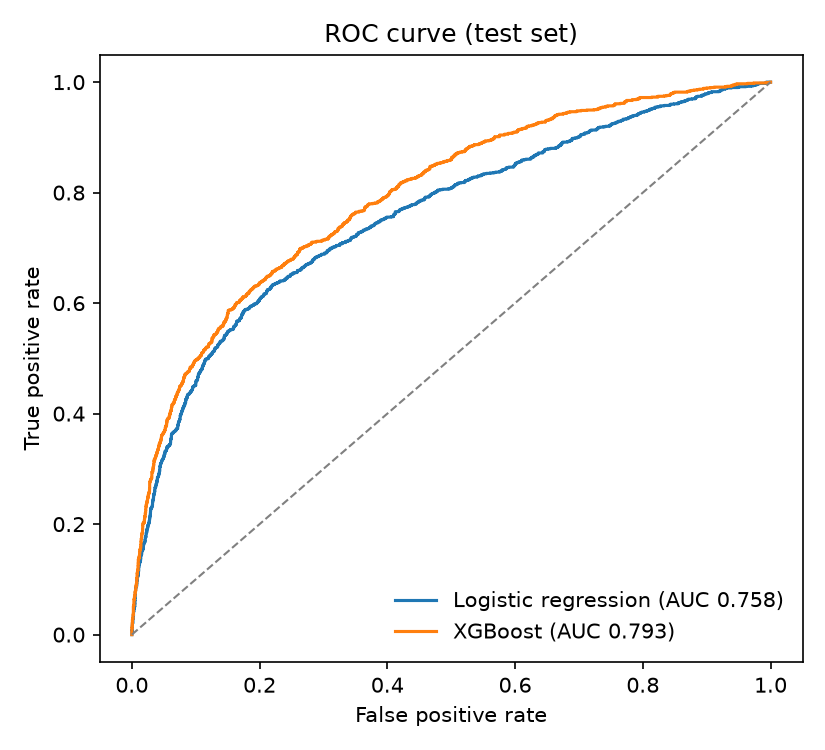 ROC curve (test set)
1.0
0.8
0.6
0.4
0.2
0.0
True positive rate
Logistic regression (AUC 0.758)
XGBoost (AUC 0.793)
0.0 0.2 0.4 0.6 0.8 1.0
False positive rate